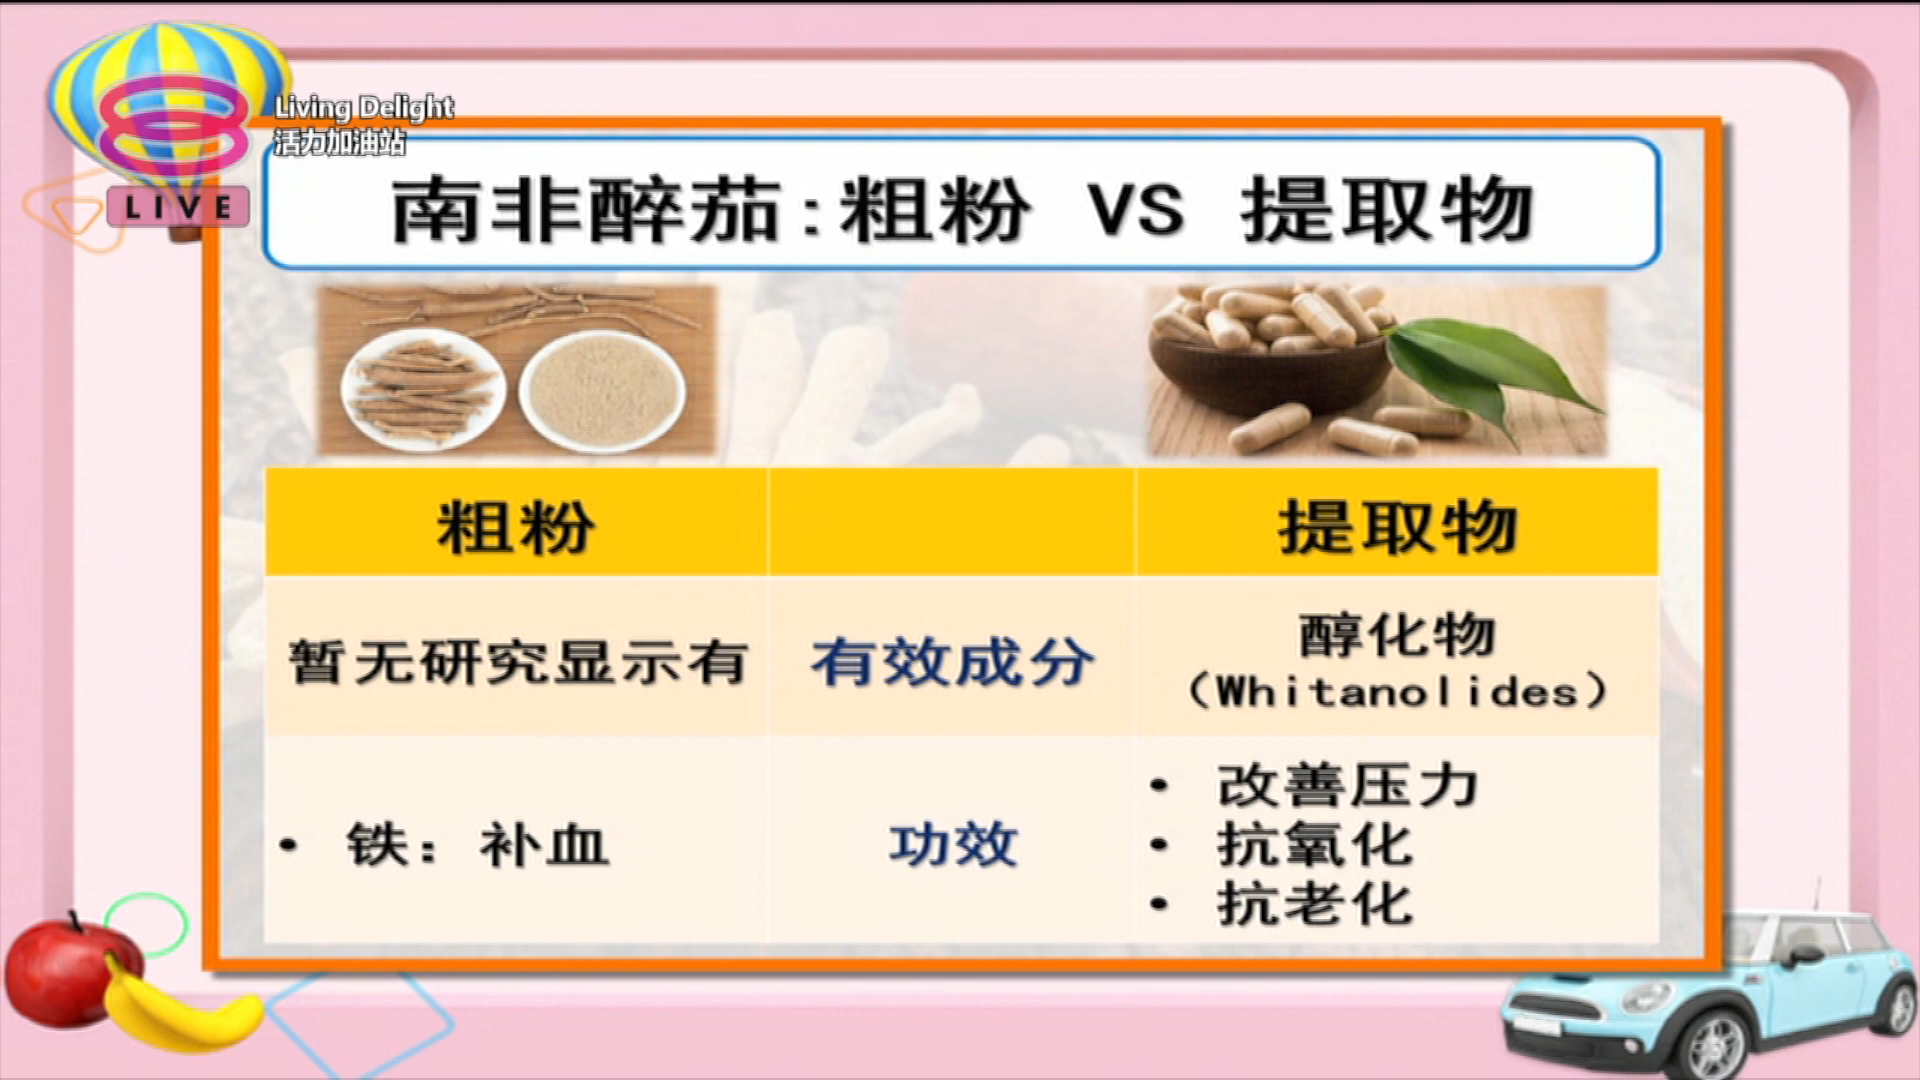 Living Delight
活力加油站
LIVE
南非醉茄:粗粉 VS 提取物
粗粉
提取物
暂无研究显示有
有效成分
醇化物
（Whitanolides）
• 铁：补血
功效
• 改善压力
• 抗氧化
• 抗老化